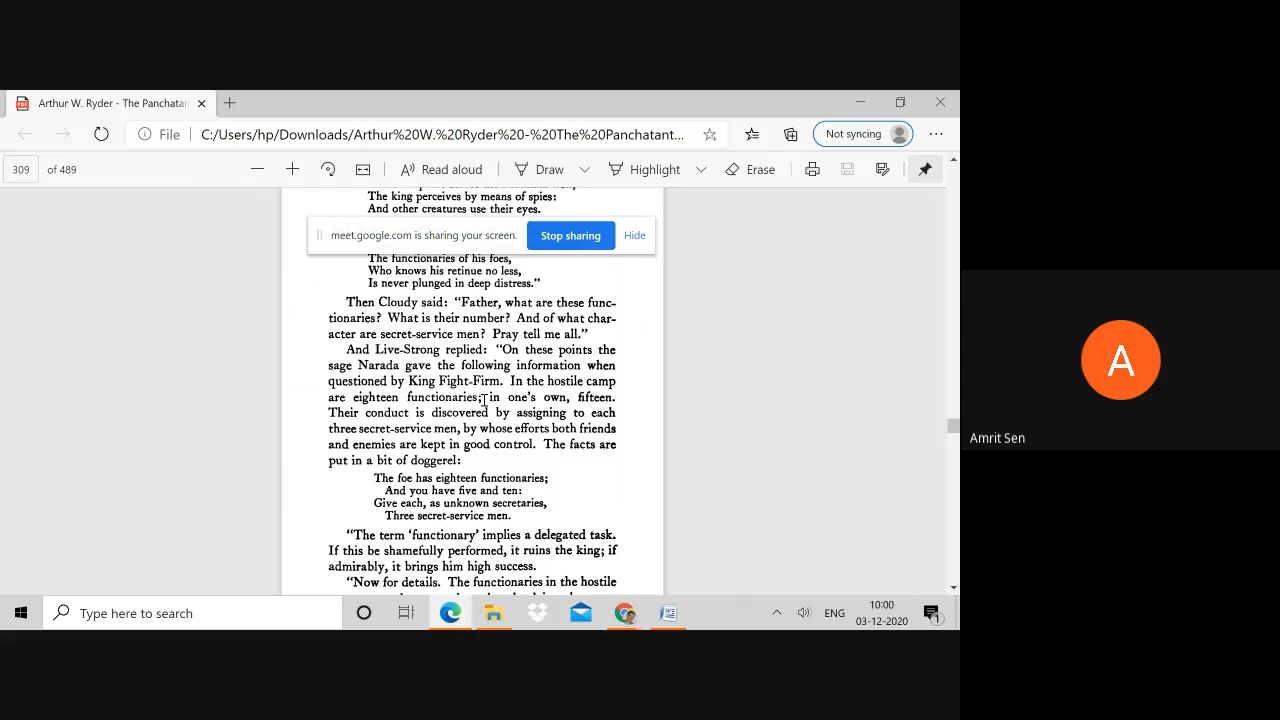 Arthur W. Ryder - The Panchatan
File
C:/Users/hp/Downloads/Arthur%20W.%20Ryder%20-%20The%20Panchatant...
Not syncing
309 of 489
Read aloud
Draw
Highlight
Erase
The king perceives by means of spies:
And other creatures use their eyes.
meet.google.com is sharing your screen.
Stop sharing
Hide
The functionaries of his foes,
Who knows his retinue no less,
Is never plunged in deep distress.”
Then Cloudy said: “Father, what are these func-
tionaries? What is their number? And of what char-
acter are secret-service men? Pray tell me all.”
And Live-Strong replied: “On these points the
sage Narada gave the following information when
questioned by King Fight-Firm. In the hostile camp
are eighteen functionaries; in one’s own, fifteen.
Their conduct is discovered by assigning to each
three secret-service men, by whose efforts both friends
and enemies are kept in good control. The facts are
put in a bit of doggerel:
The foe has eighteen functionaries;
And you have five and ten:
Give each, as unknown secretaries,
Three secret-service men.
“The term ‘functionary’ implies a delegated task.
If this be shamefully performed, it ruins the king; if
admirably, it brings him high success.
“Now for details. The functionaries in the hostile
A
Amrit Sen
Type here to search
ENG
10:00
03-12-2020
1